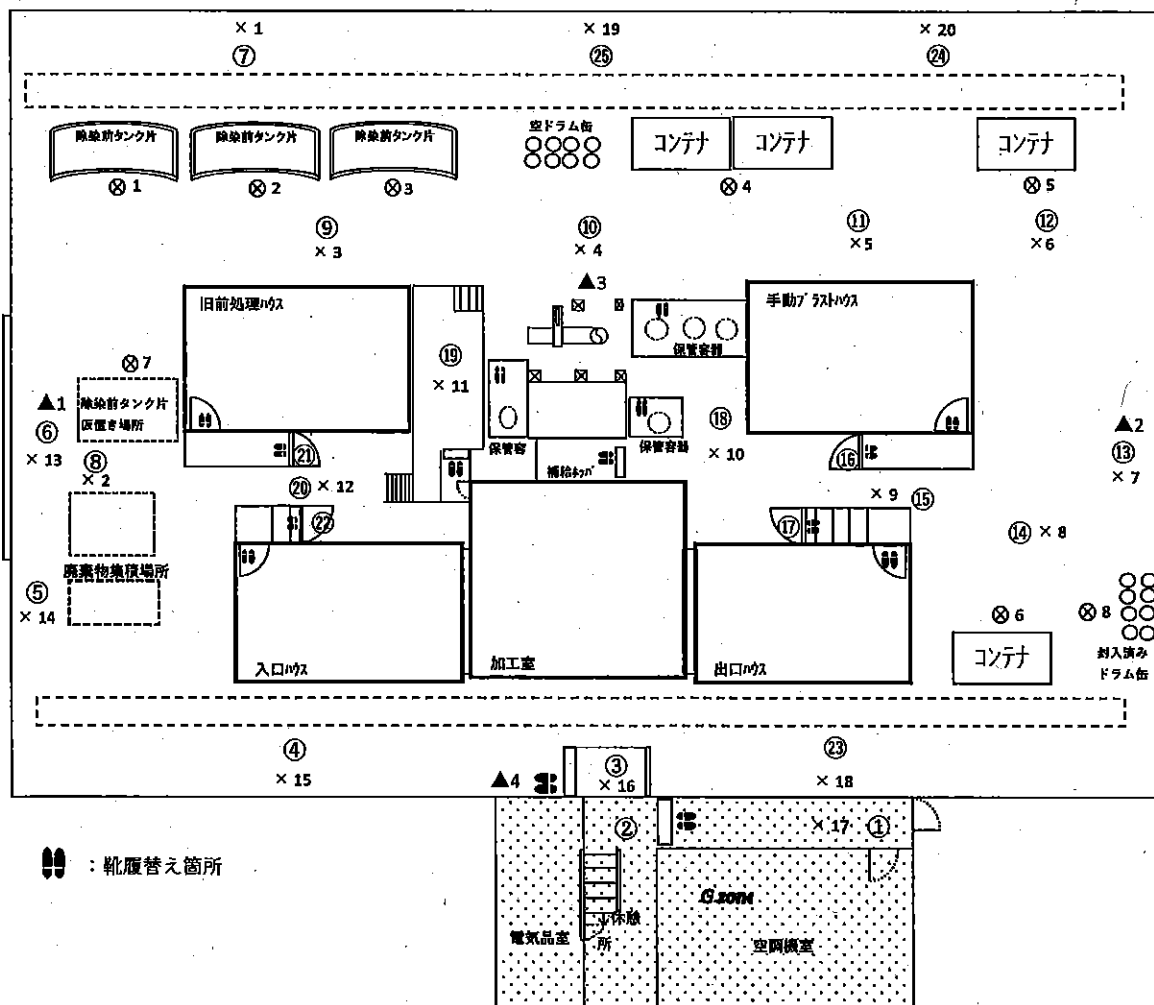 × 1
× 19
× 20
⑦
㉕
㉔
除染前タンク片
除染前タンク片
除染前タンク片
空ドラム缶
コンテナ
コンテナ
コンテナ
⊗ 1
⊗ 2
⊗ 3
⊗ 4
⊗ 5
⑨
× 3
⑩
× 4
⑪
× 5
⑫
× 6
▲3
旧前処理ハウス
手動ブラストハウス
保管容器
⑲
× 11
⊗ 7
除染前タンク片
仮置き場所
▲1
⑥
× 13
⑧
× 2
保管容
保管容器
⑱
× 10
補給ホッパ
▲2
⑬
× 7
㉑
⑯
⑳
× 12
× 9
⑮
㉒
⑰
⑭
× 8
廃棄物集積場所
⑤
× 14
⊗ 6
⊗ 8
入口ハウス
加工室
出口ハウス
コンテナ
封入済み
ドラム缶
④
× 15
▲4
③
× 16
㉓
× 18
②
× 17
①
：靴履替え箇所
G zone
電気品室
休憩
所
空調機室